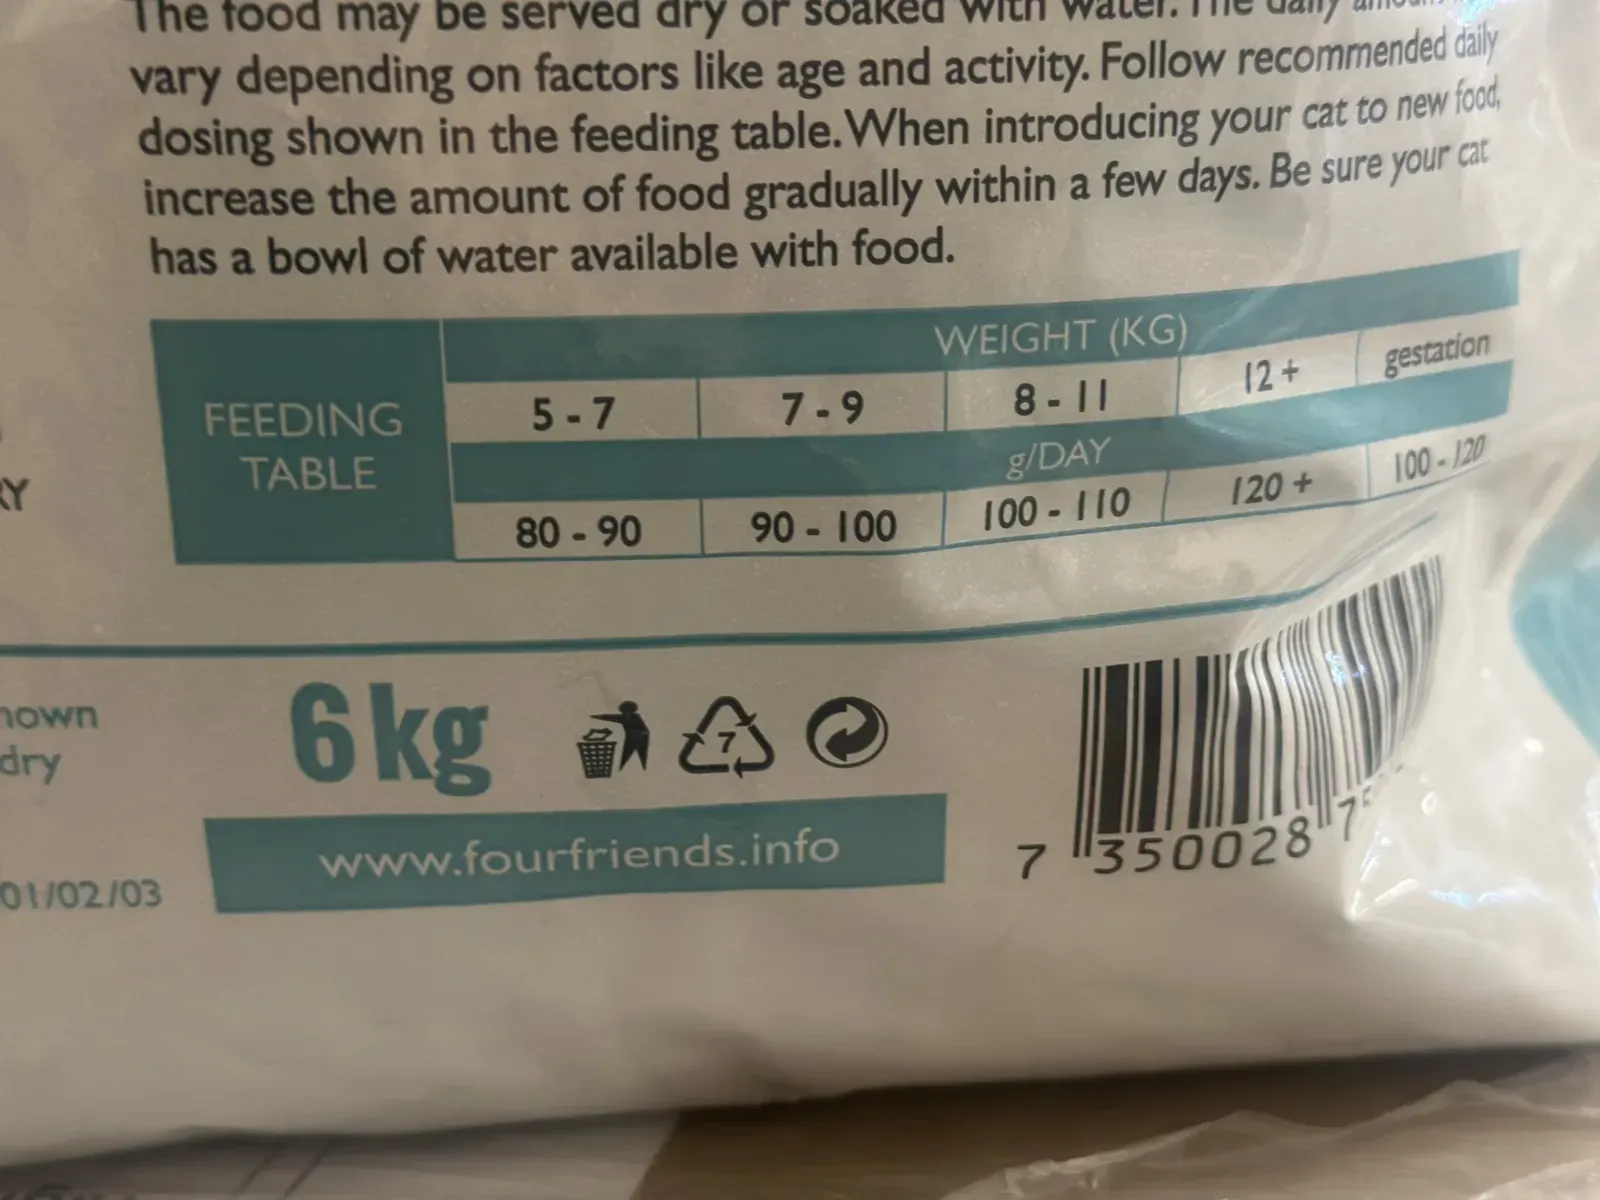 The food may be served dry or soaked with water. The daily
vary depending on factors like age and activity. Follow recommended daily
dosing shown in the feeding table. When introducing your cat to new food,
increase the amount of food gradually within a few days. Be sure your cat
has a bowl of water available with food.
FEEDING
TABLE
WEIGHT (KG)
5 - 7 7 - 9 8 - 11 12 + gestation
g/DAY
80 - 90 90 - 100 100 - 110 120 + 100 - 120
RY
hown
dry
6 kg
7
www.fourfriends.info
01/02/03
7 350028 7